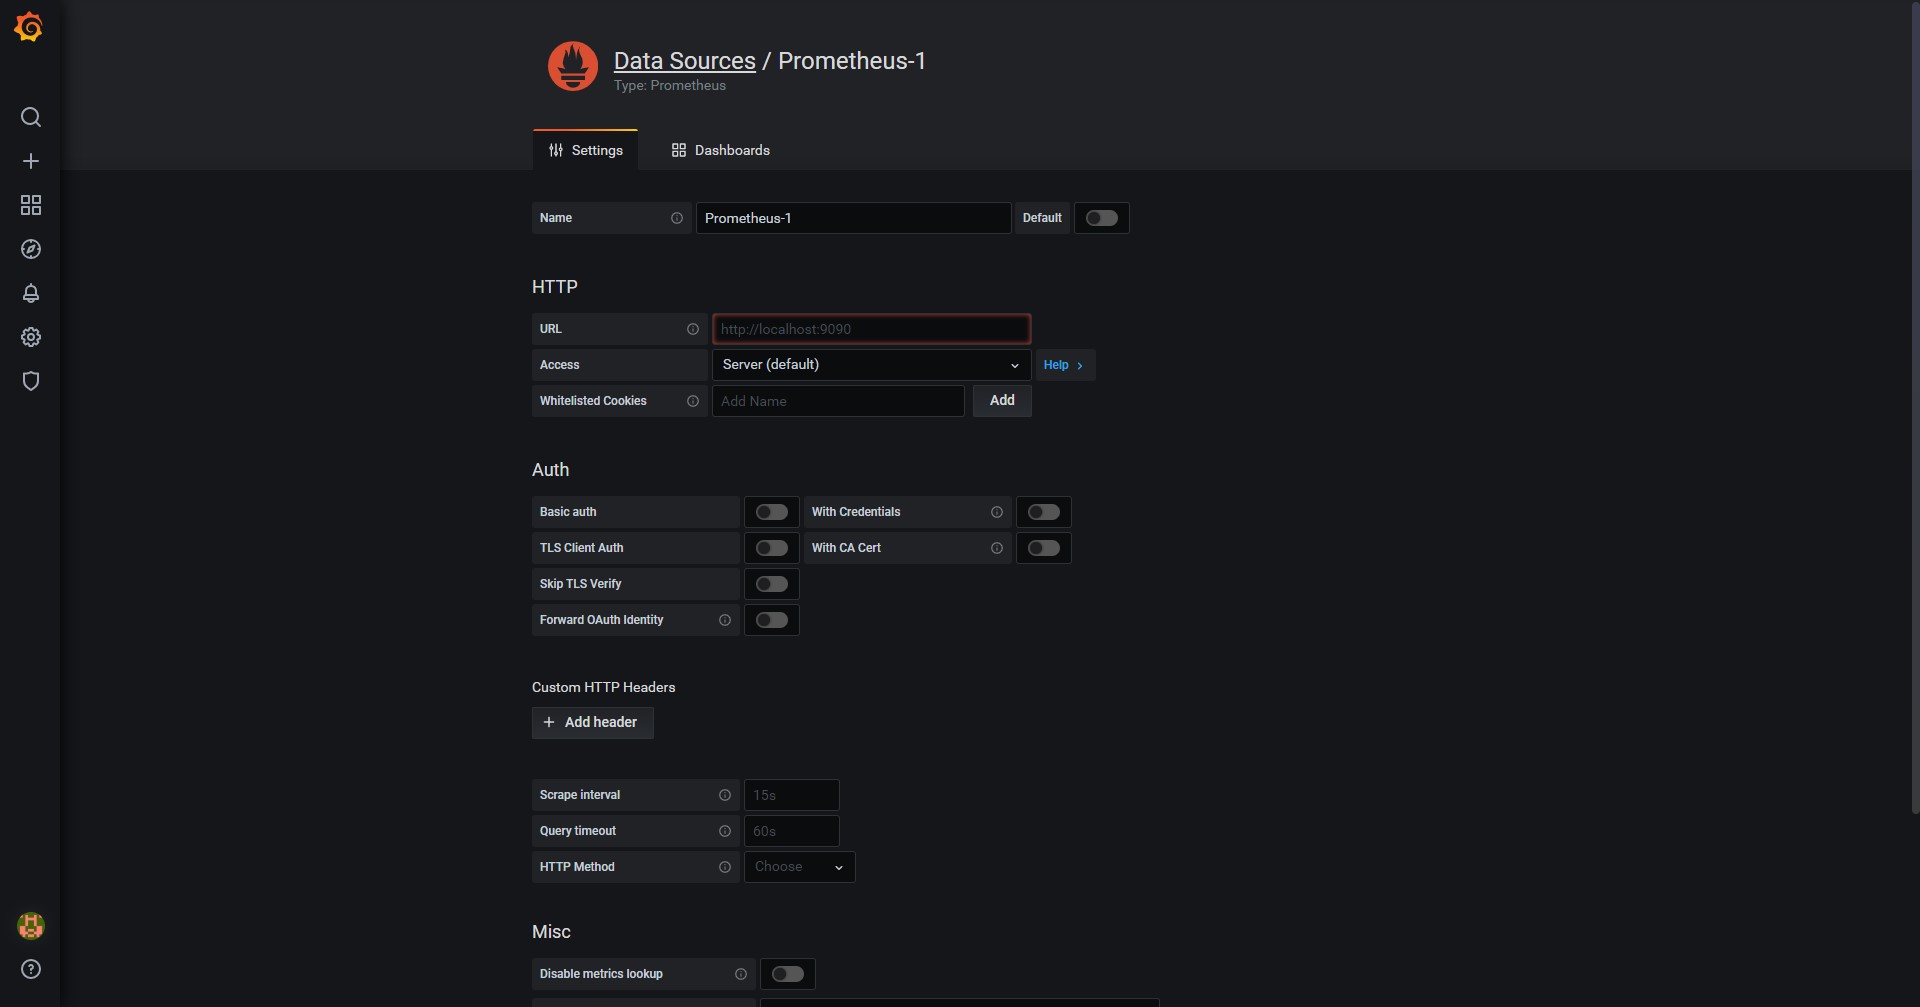 Data Sources / Prometheus-1
Type: Prometheus
Settings Dashboards
Name Prometheus-1 Default
HTTP
URL http://localhost:9090
Access Server (default) Help
Whitelisted Cookies Add Name Add
Auth
Basic auth With Credentials
TLS Client Auth With CA Cert
Skip TLS Verify
Forward OAuth Identity
Custom HTTP Headers
+ Add header
Scrape interval 15s
Query timeout 60s
HTTP Method Choose
Misc
Disable metrics lookup